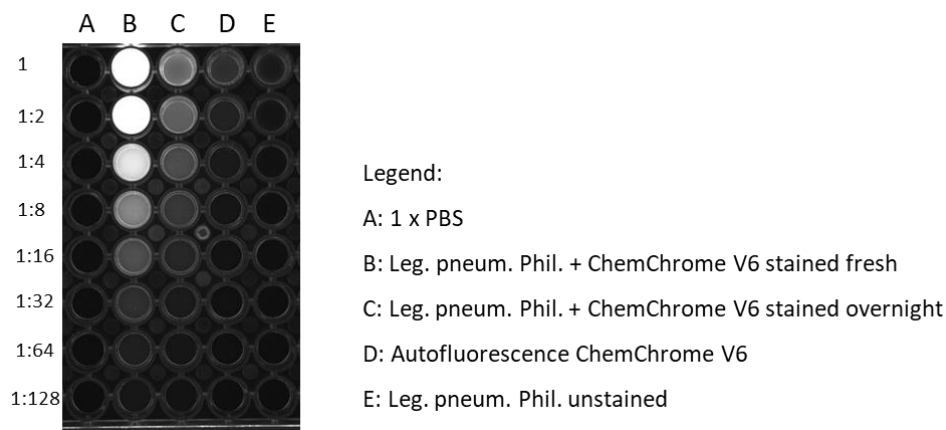 A B C D E
1
1:2
1:4
1:8
1:16
1:32
1:64
1:128
Legend:
A: 1 x PBS
B: Leg. pneum. Phil. + ChemChrome V6 stained fresh
C: Leg. pneum. Phil. + ChemChrome V6 stained overnight
D: Autofluorescence ChemChrome V6
E: Leg. pneum. Phil. unstained